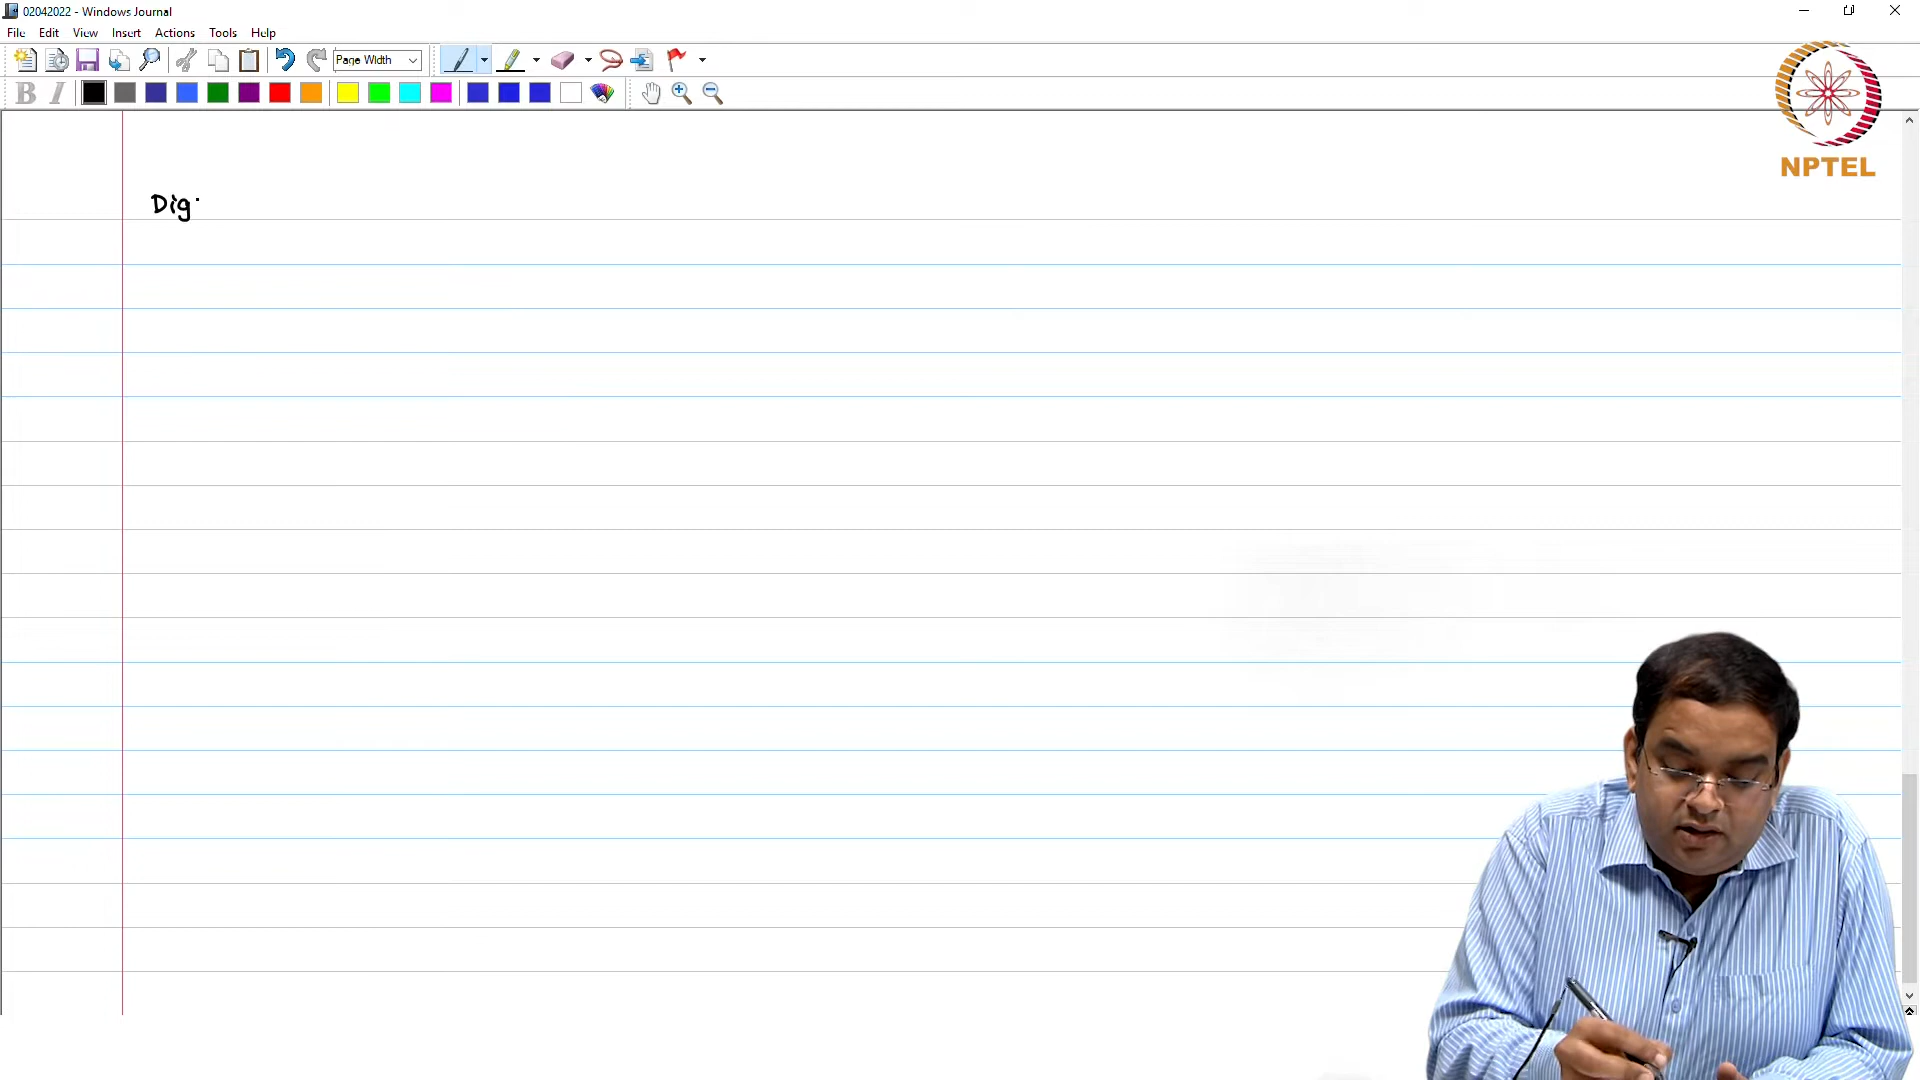 02042022 - Windows Journal
File Edit View Insert Actions Tools Help
Page Width
B I
NPTEL
Dig